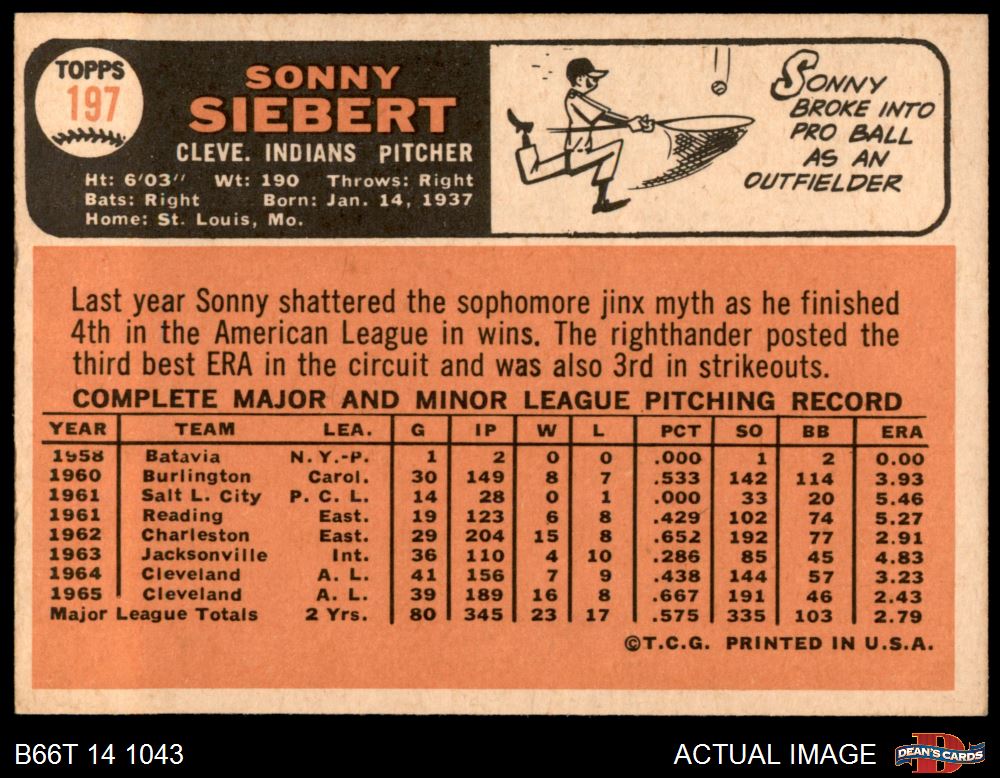 TOPPS
197
SONNY
SIEBERT
CLEVE. INDIANS PITCHER
Ht: 6'03" Wt: 190 Throws: Right
Bats: Right Born: Jan. 14, 1937
Home: St. Louis, Mo.
SONNY
BROKE INTO
PRO BALL
AS AN
OUTFIELDER
Last year Sonny shattered the sophomore jinx myth as he finished
4th in the American League in wins. The righthander posted the
third best ERA in the circuit and was also 3rd in strikeouts.
COMPLETE MAJOR AND MINOR LEAGUE PITCHING RECORD
YEAR TEAM LEA. G IP W L PCT SO BB ERA
1958 Batavia N.Y.-P. 1 2 0 0 .000 1 2 0.00
1960 Burlington Carol. 30 149 8 7 .533 142 114 3.93
1961 Salt L. City P. C. L. 14 28 0 1 .000 33 20 5.46
1961 Reading East. 19 123 6 8 .429 102 74 5.27
1962 Charleston East. 29 204 15 8 .652 192 77 2.91
1963 Jacksonville Int. 36 110 4 10 .286 85 45 4.83
1964 Cleveland A. L. 41 156 7 9 .438 144 57 3.23
1965 Cleveland A. L. 39 189 16 8 .667 191 46 2.43
Major League Totals 2 Yrs. 80 345 23 17 .575 335 103 2.79
©T.C.G. PRINTED IN U.S.A.
B66T 14 1043
ACTUAL IMAGE
D
DEAN'S CARDS